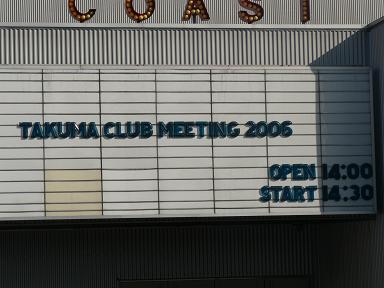 COAST
TAKUMA CLUB MEETING 2006
OPEN 14:00
START 14:30